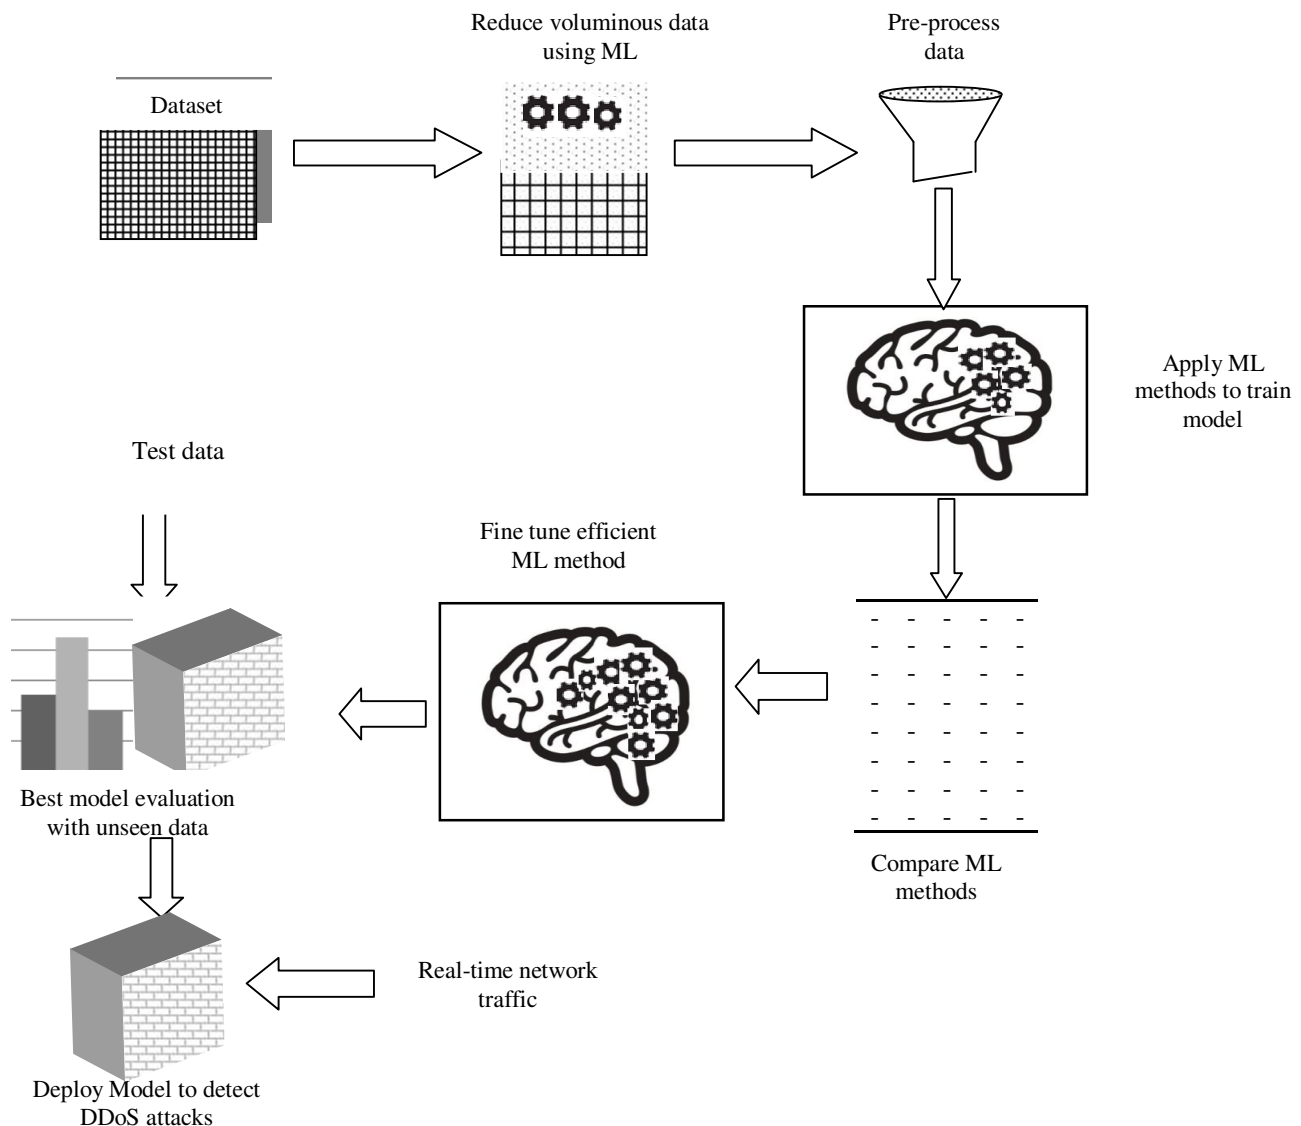 Reduce voluminous data
using ML
Pre-process
data
Dataset
Apply ML
methods to train
model
Test data
Fine tune efficient
ML method
Best model evaluation
with unseen data
Compare ML
methods
Real-time network
traffic
Deploy Model to detect
DDoS attacks